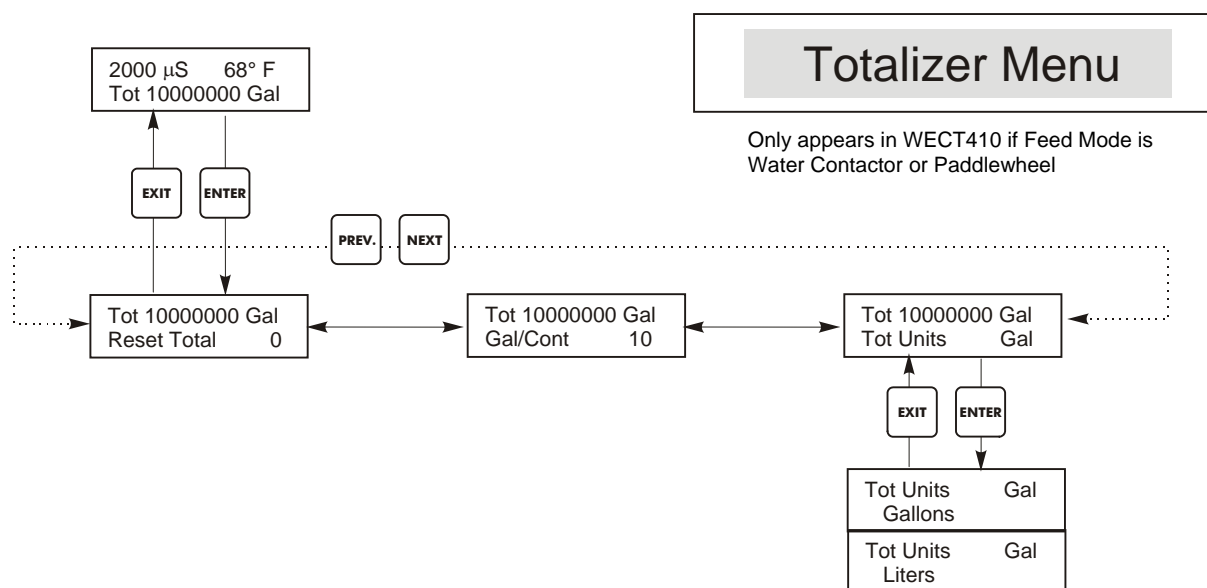 2000 μS 68° F
Tot 10000000 Gal
Totalizer Menu
Only appears in WECT410 if Feed Mode is
Water Contactor or Paddlewheel
EXIT
ENTER
PREV.
NEXT
Tot 10000000 Gal
Reset Total 0
Tot 10000000 Gal
Gal/Cont 10
Tot 10000000 Gal
Tot Units Gal
EXIT
ENTER
Tot Units Gal
Gallons
Tot Units Gal
Liters